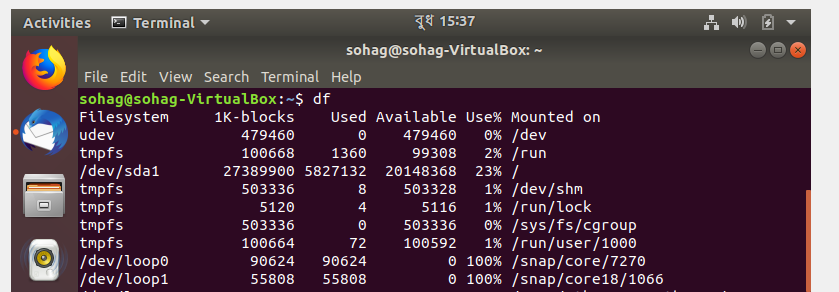 Activities Terminal বুধ 15:37
sohag@sohag-VirtualBox: ~
File Edit View Search Terminal Help
sohag@sohag-VirtualBox:~$ df
Filesystem 1K-blocks Used Available Use% Mounted on
udev 479460 0 479460 0% /dev
tmpfs 100668 1360 99308 2% /run
/dev/sda1 27389900 5827132 20148368 23% /
tmpfs 503336 8 503328 1% /dev/shm
tmpfs 5120 4 5116 1% /run/lock
tmpfs 503336 0 503336 0% /sys/fs/cgroup
tmpfs 100664 72 100592 1% /run/user/1000
/dev/loop0 90624 90624 0 100% /snap/core/7270
/dev/loop1 55808 55808 0 100% /snap/core18/1066